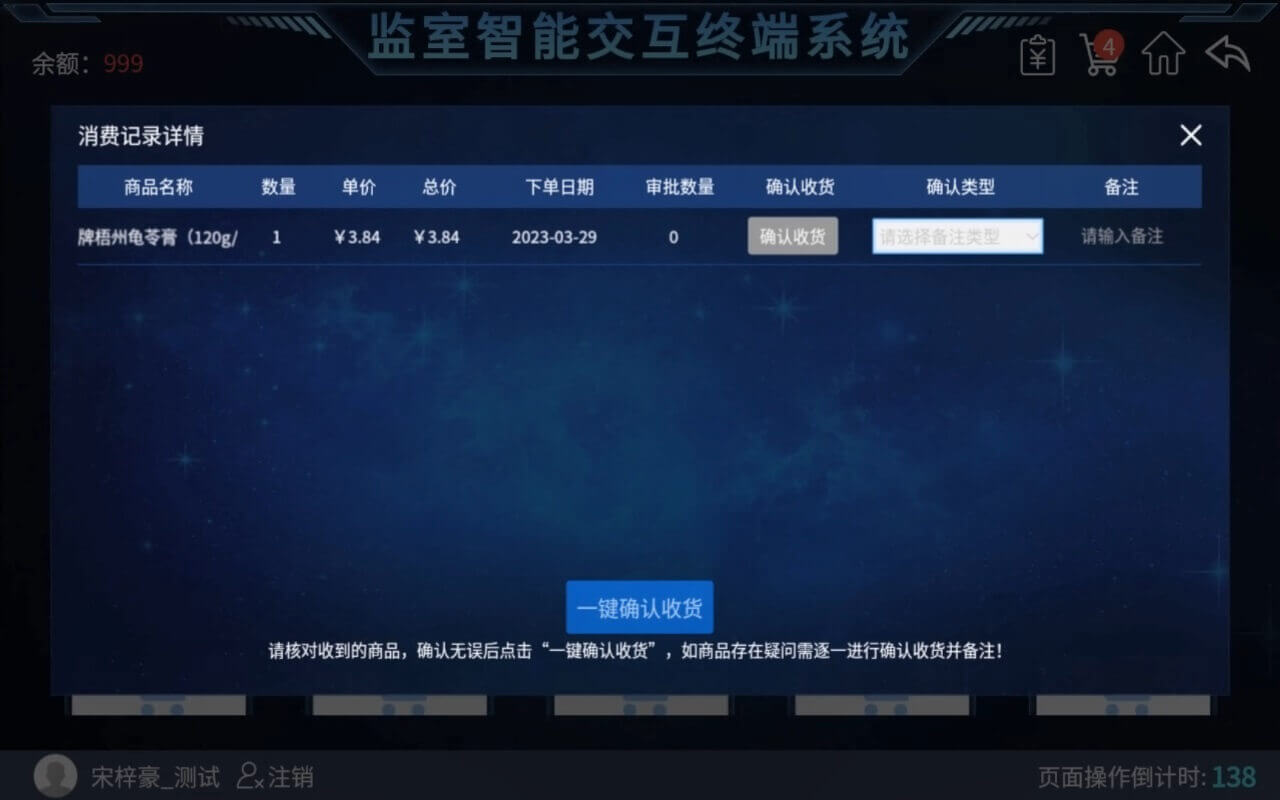 监室智能交互终端系统
余额：999
4
消费记录详情
商品名称 数量 单价 总价 下单日期 审批数量 确认收货 确认类型 备注
牌梧州龟苓膏（120g/ 1 ￥3.84 ￥3.84 2023-03-29 0 确认收货 请选择备注类型 请输入备注
一键确认收货
请核对收到的商品，确认无误后点击“一键确认收货”，如商品存在疑问需逐一进行确认收货并备注！
宋梓豪_测试 注销 页面操作倒计时: 138